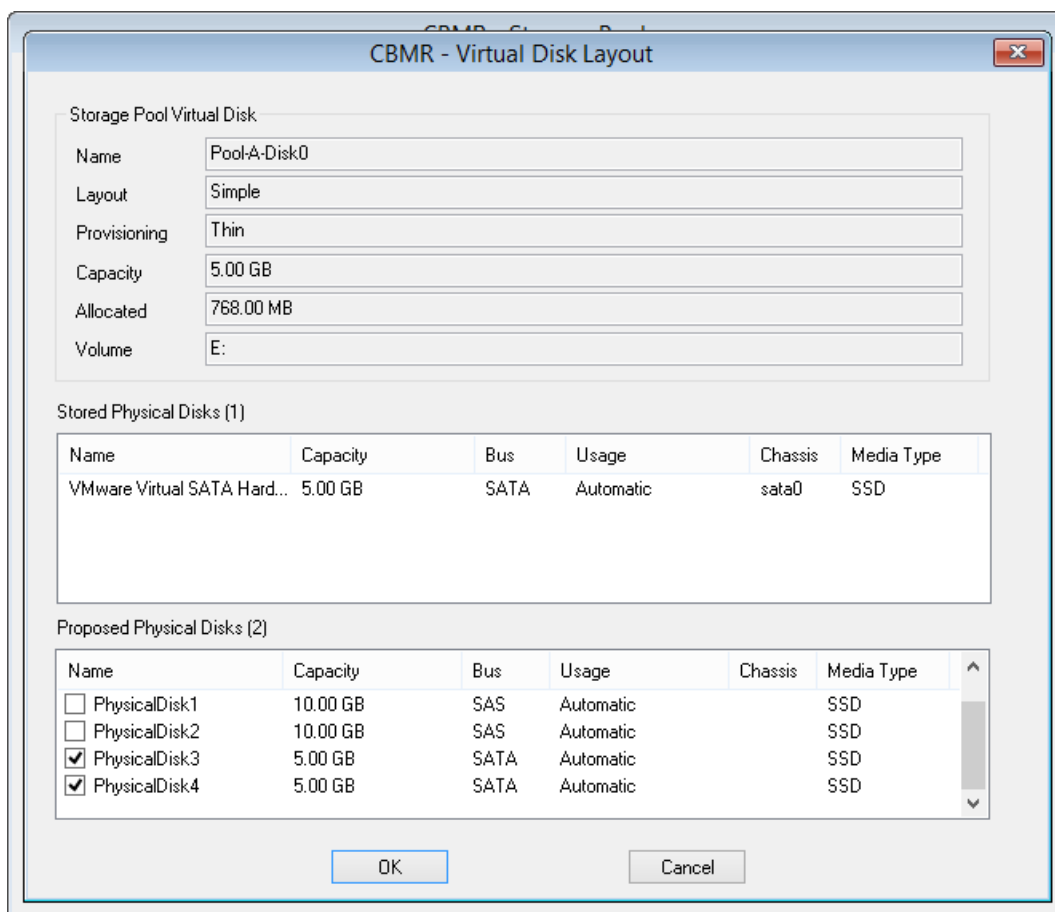 CBMR - Virtual Disk Layout
Storage Pool Virtual Disk
Name Pool-A-Disk0
Layout Simple
Provisioning Thin
Capacity 5.00 GB
Allocated 768.00 MB
Volume E:
Stored Physical Disks (1)
Name Capacity Bus Usage Chassis Media Type
VMware Virtual SATA Hard... 5.00 GB SATA Automatic sata0 SSD
Proposed Physical Disks (2)
Name Capacity Bus Usage Chassis Media Type
PhysicalDisk1 10.00 GB SAS Automatic SSD
PhysicalDisk2 10.00 GB SAS Automatic SSD
PhysicalDisk3 5.00 GB SATA Automatic SSD
PhysicalDisk4 5.00 GB SATA Automatic SSD
OK Cancel